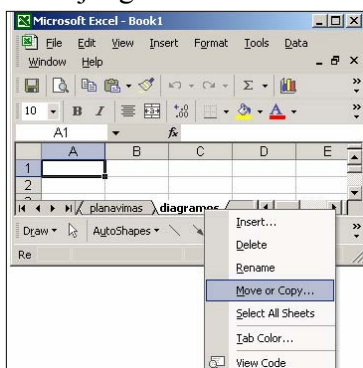 Microsoft Excel - Book1
File Edit View Insert Format Tools Data
Window Help
10 B I
A1 fx
A B C D E
1
2
planavimas diagramos
Draw AutoShapes
Re
Insert...
Delete
Rename
Move or Copy...
Select All Sheets
Tab Color...
View Code